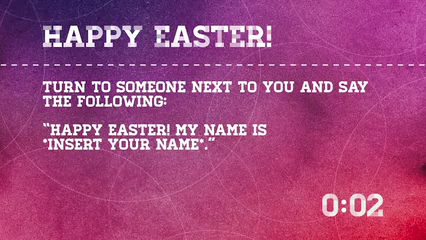 HAPPY EASTER!
TURN TO SOMEONE NEXT TO YOU AND SAY
THE FOLLOWING:
“HAPPY EASTER! MY NAME IS
*INSERT YOUR NAME*.”
0:02